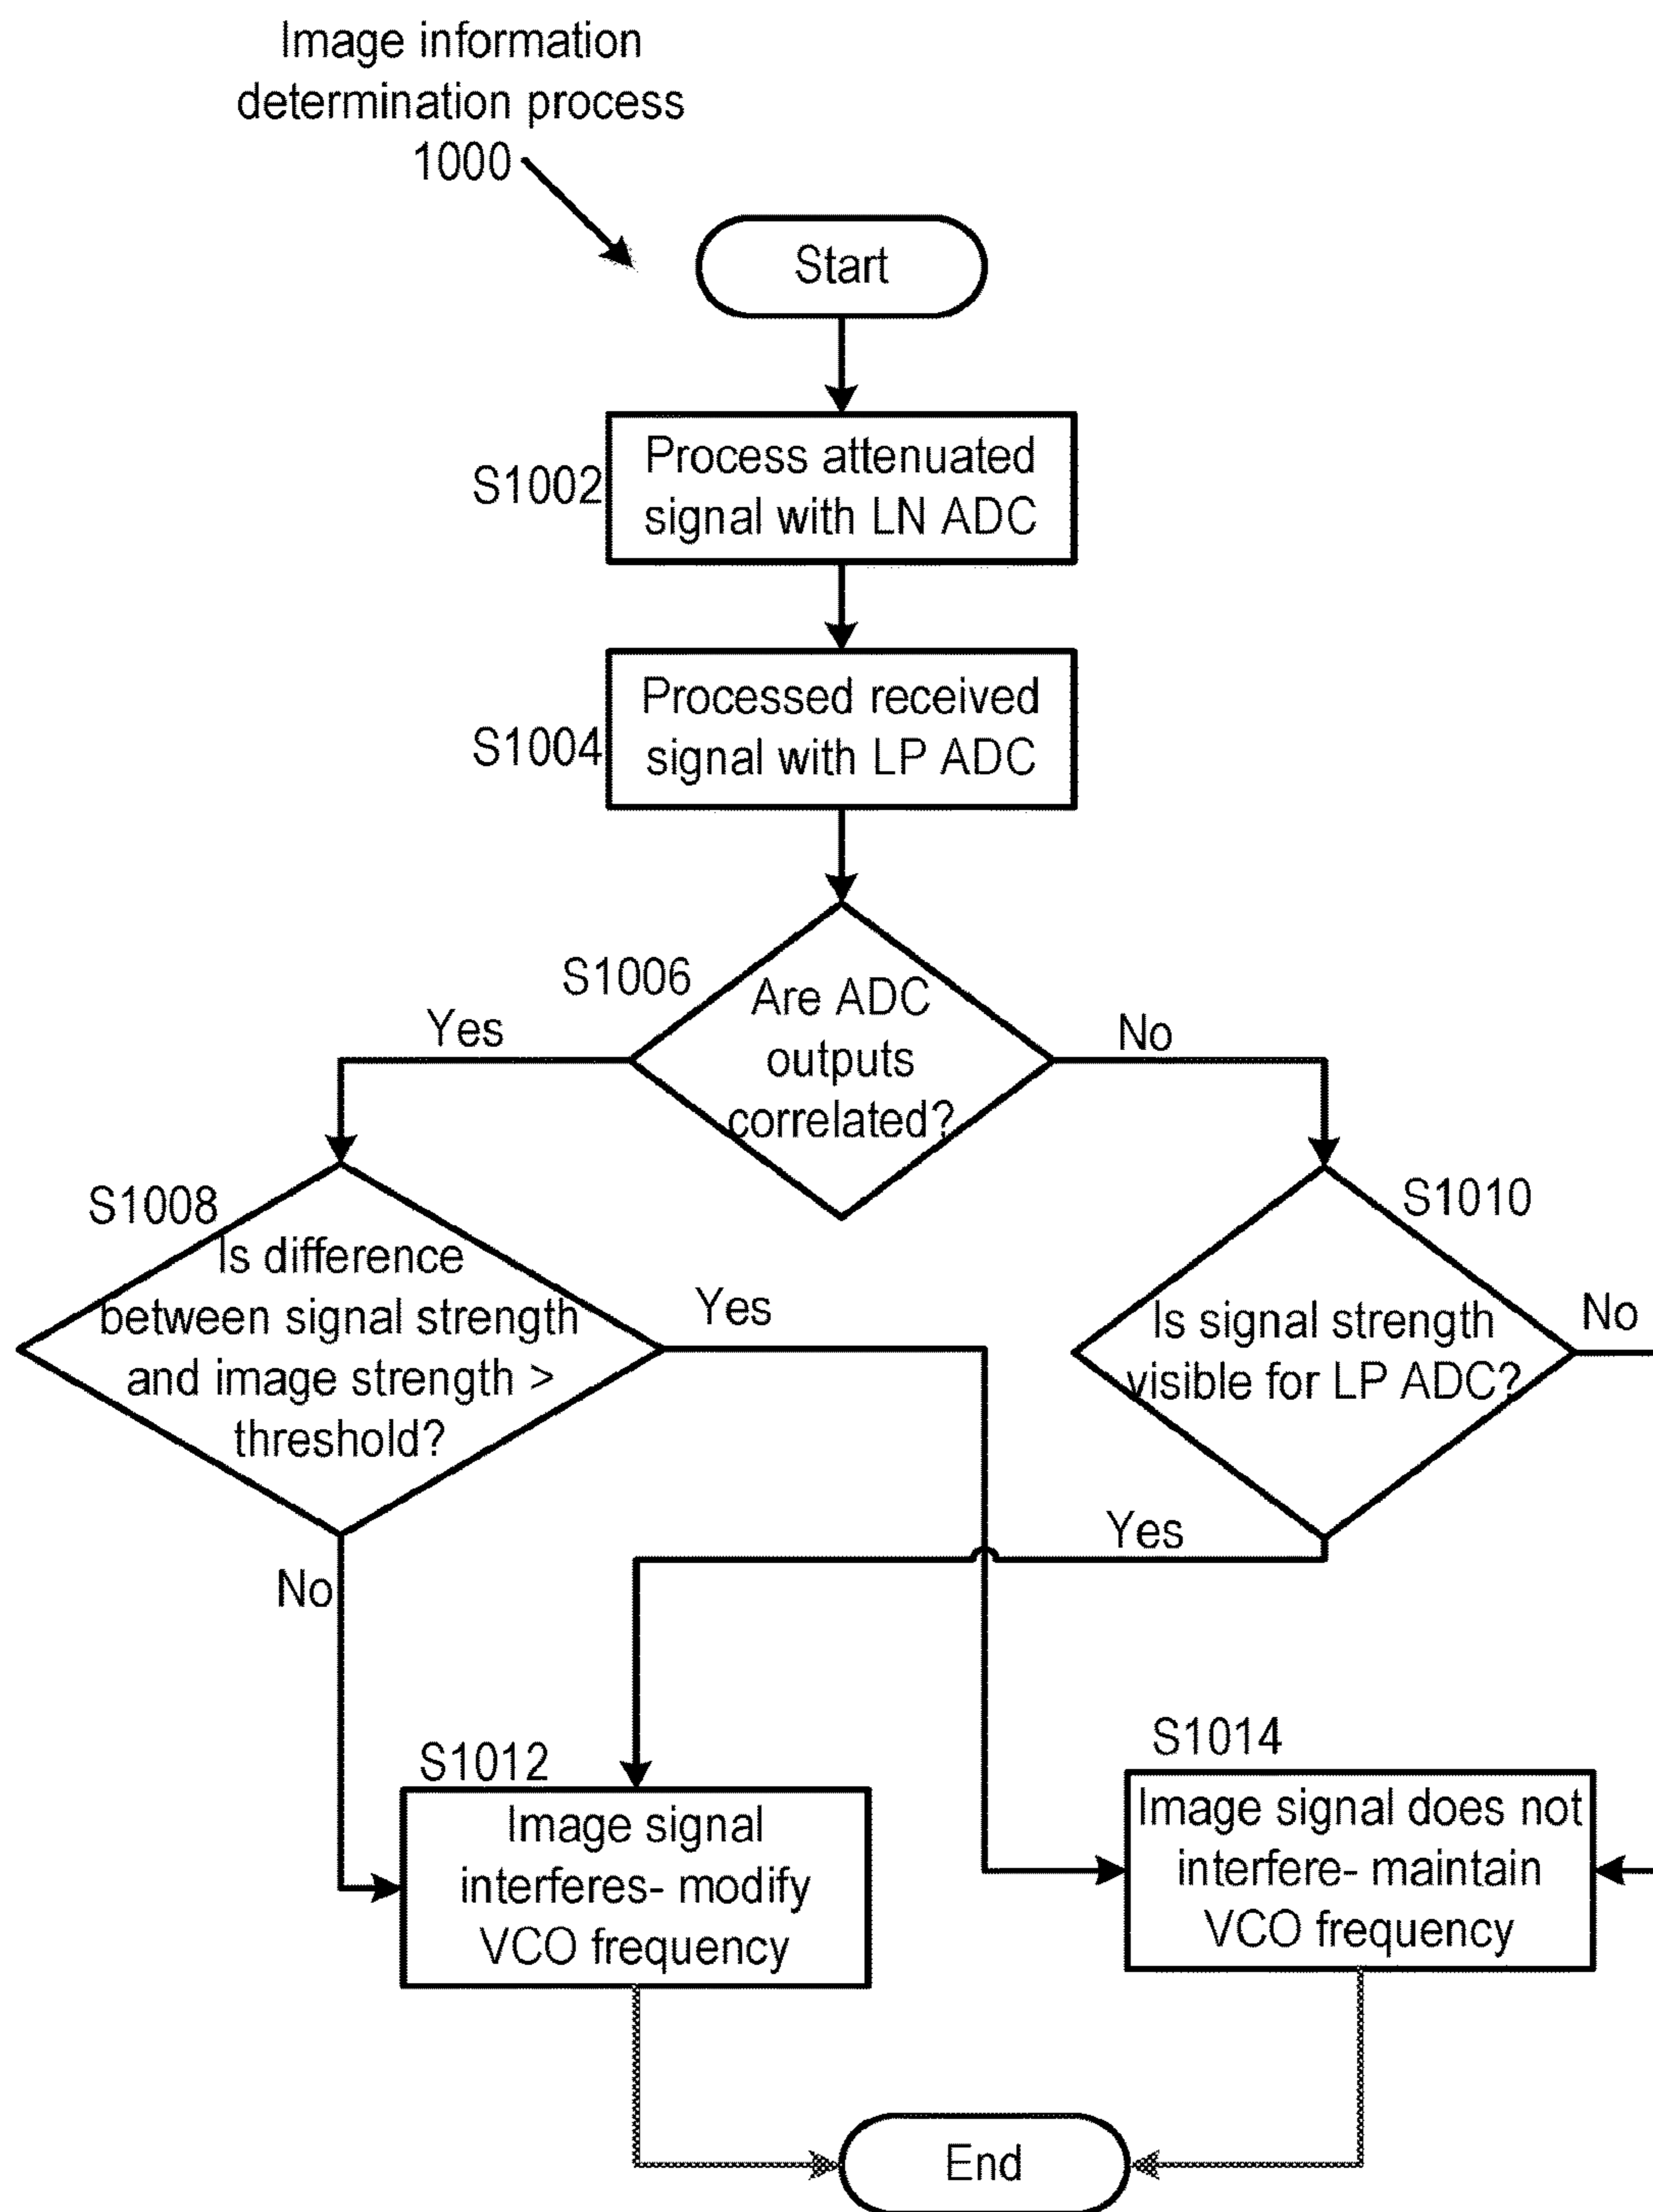 Image information
determination process
1000
Start
S1002
Process attenuated
signal with LN ADC
S1004
Processed received
signal with LP ADC
S1006
Are ADC
outputs
correlated?
Yes
No
S1008
Is difference
between signal strength
and image strength >
threshold?
Yes
No
S1010
Is signal strength
visible for LP ADC?
No
Yes
S1012
Image signal
interferes- modify
VCO frequency
S1014
Image signal does not
interfere- maintain
VCO frequency
End